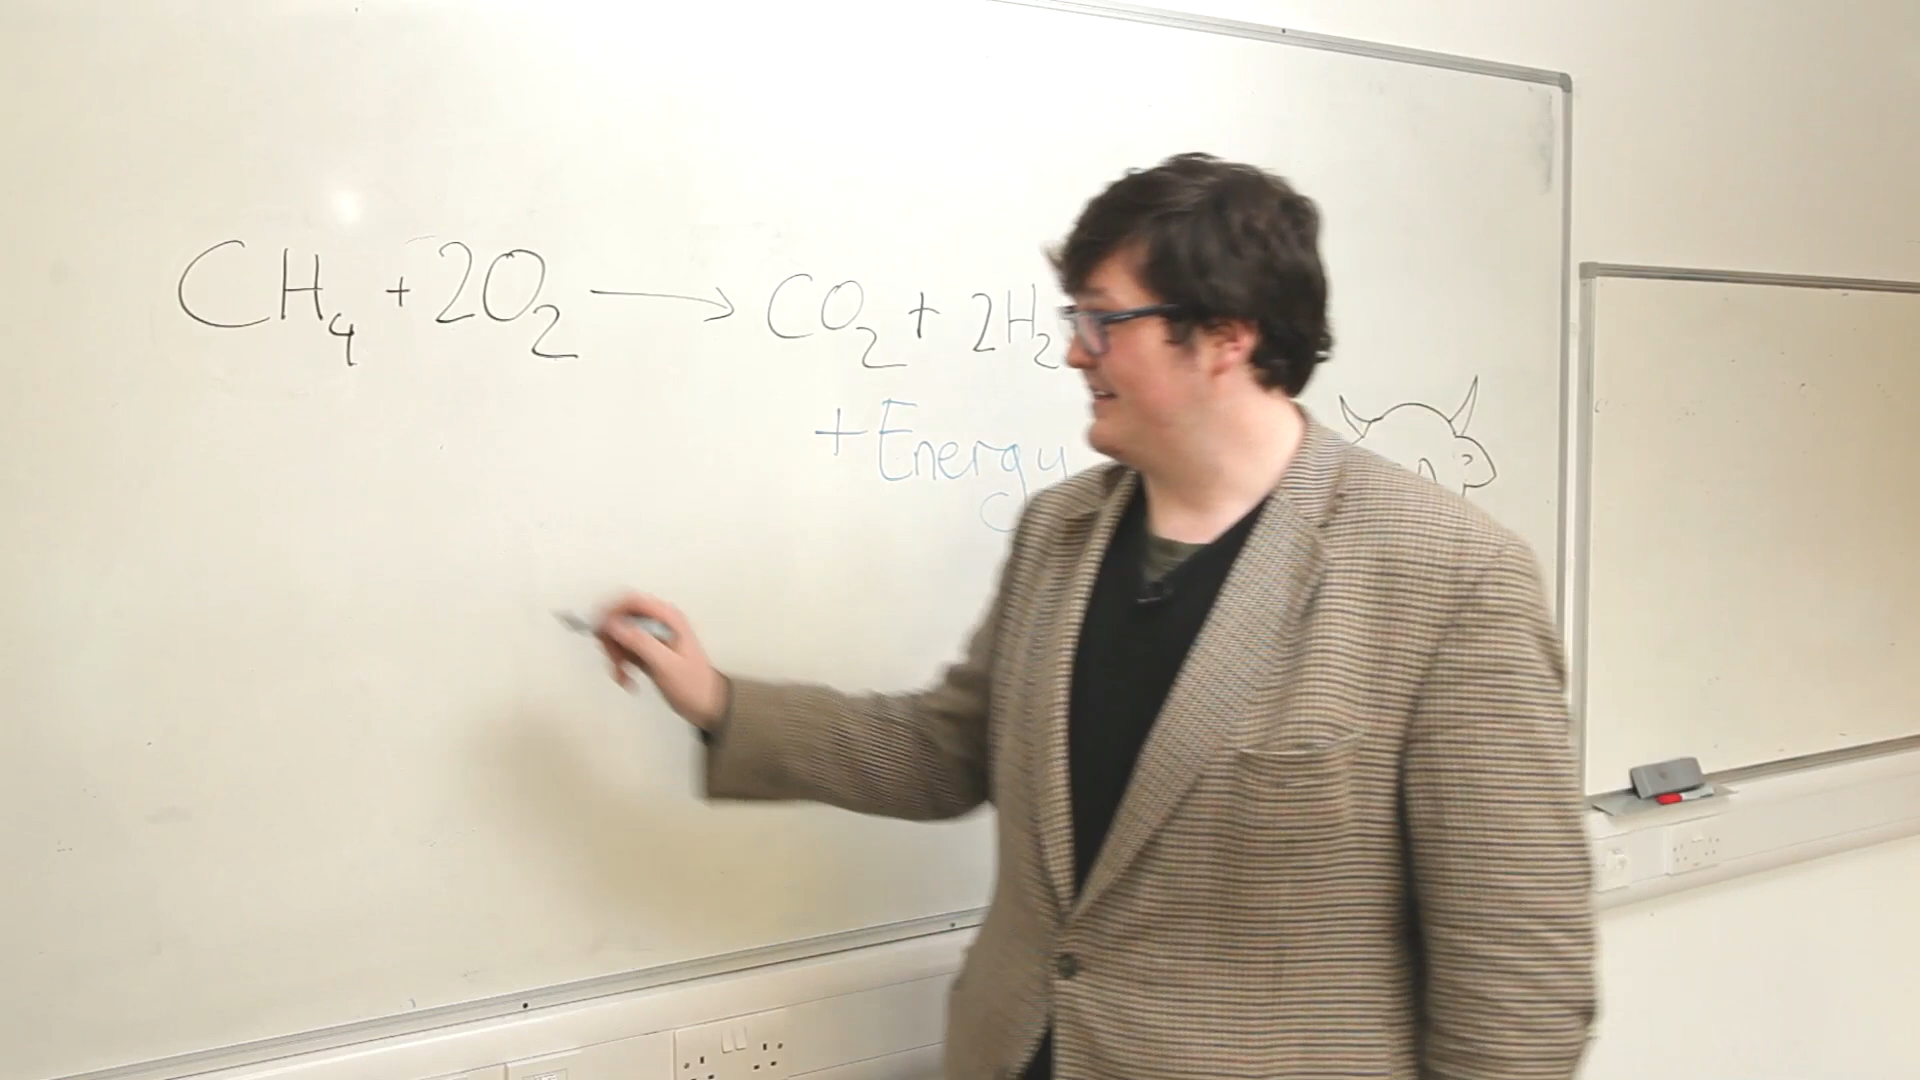 CH₄ + 2O₂ → CO₂ + 2H₂
+ Energy